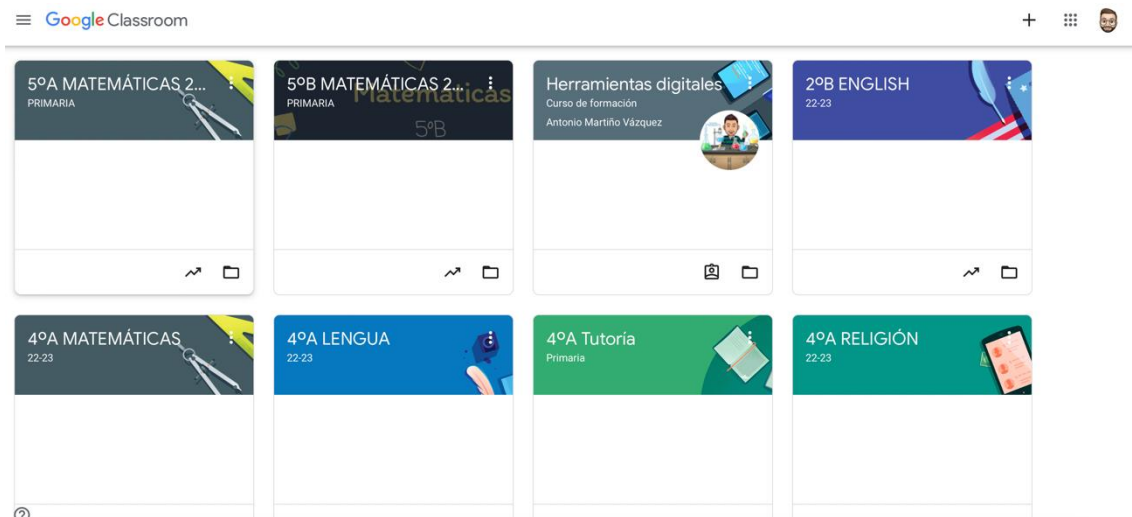 Google Classroom
5ºA MATEMÁTICAS 2...
PRIMARIA
5ºB MATEMÁTICAS 2...
PRIMARIA
Matemáticas
5ºB
Herramientas digitales
Curso de formación
Antonio Martiño Vázquez
2ºB ENGLISH
22-23
4ºA MATEMÁTICAS
22-23
4ºA LENGUA
22-23
4ºA Tutoría
Primaria
4ºA RELIGIÓN
22-23